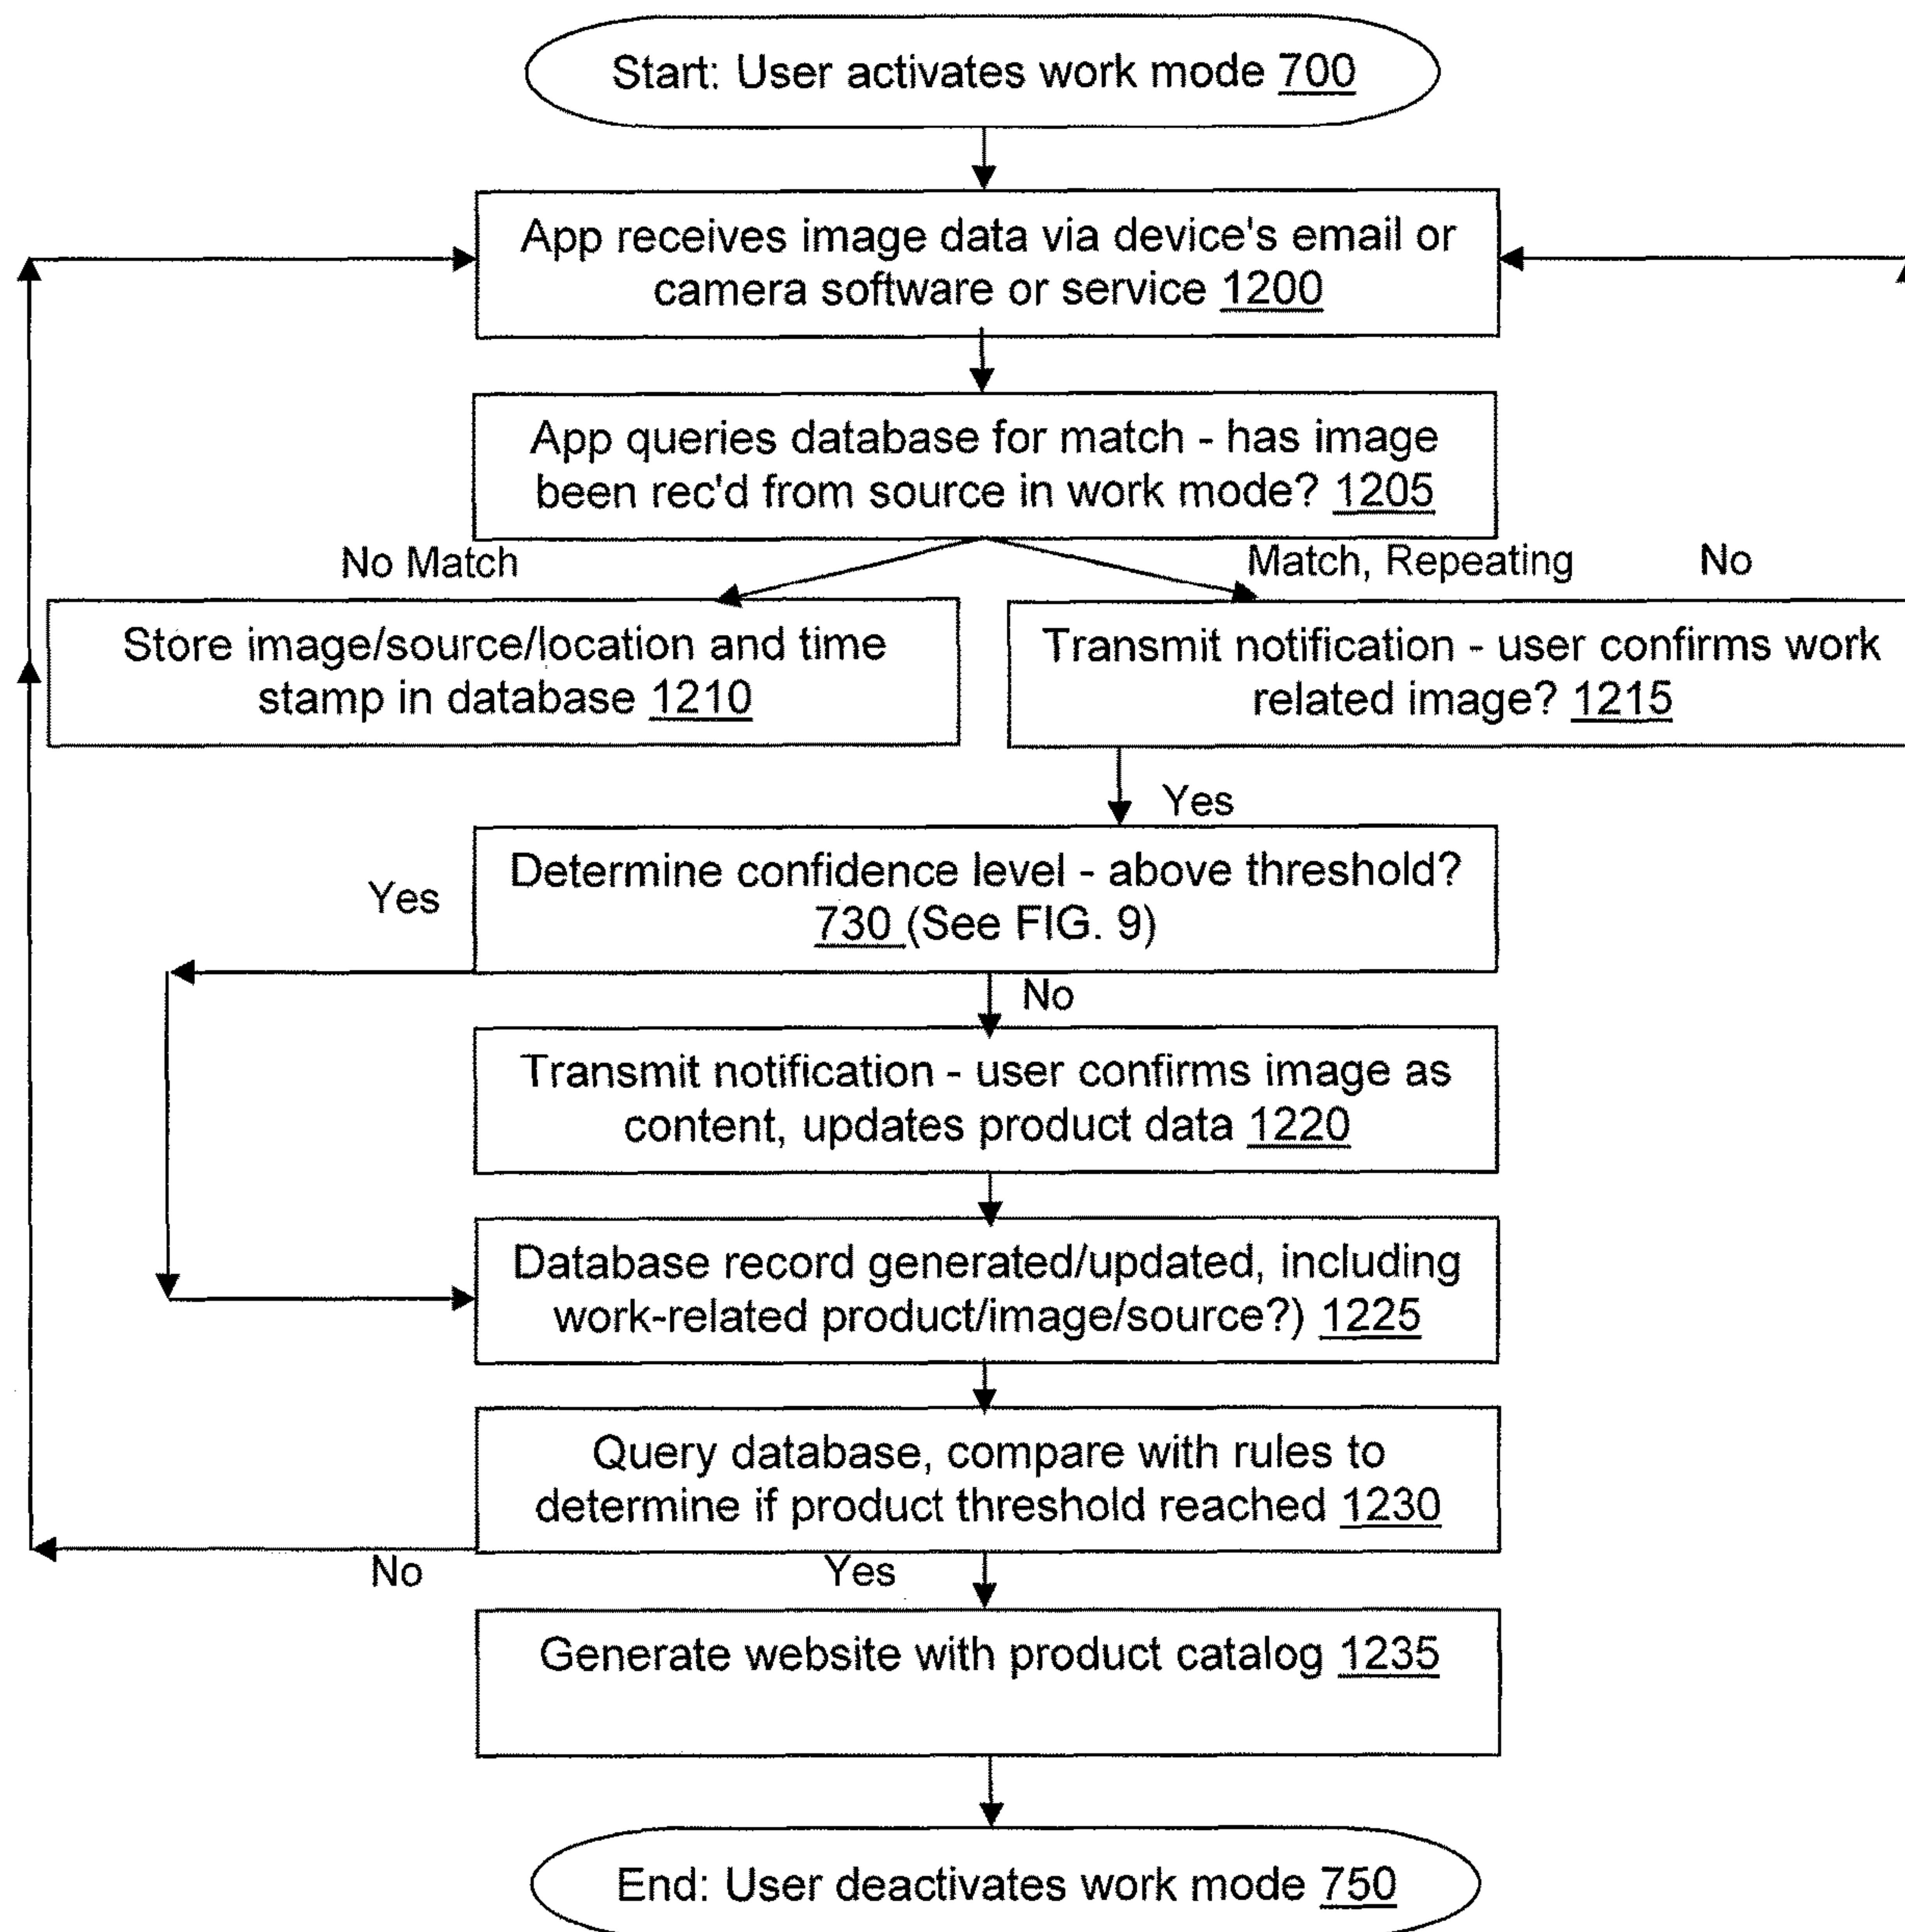 Start: User activates work mode 700
App receives image data via device's email or
camera software or service 1200
App queries database for match - has image
been rec'd from source in work mode? 1205
No Match
Match, Repeating
No
Store image/source/location and time
stamp in database 1210
Transmit notification - user confirms work
related image? 1215
Yes
Determine confidence level - above threshold?
730 (See FIG. 9)
Yes
No
Transmit notification - user confirms image as
content, updates product data 1220
Database record generated/updated, including
work-related product/image/source?) 1225
Query database, compare with rules to
determine if product threshold reached 1230
No
Yes
Generate website with product catalog 1235
End: User deactivates work mode 750